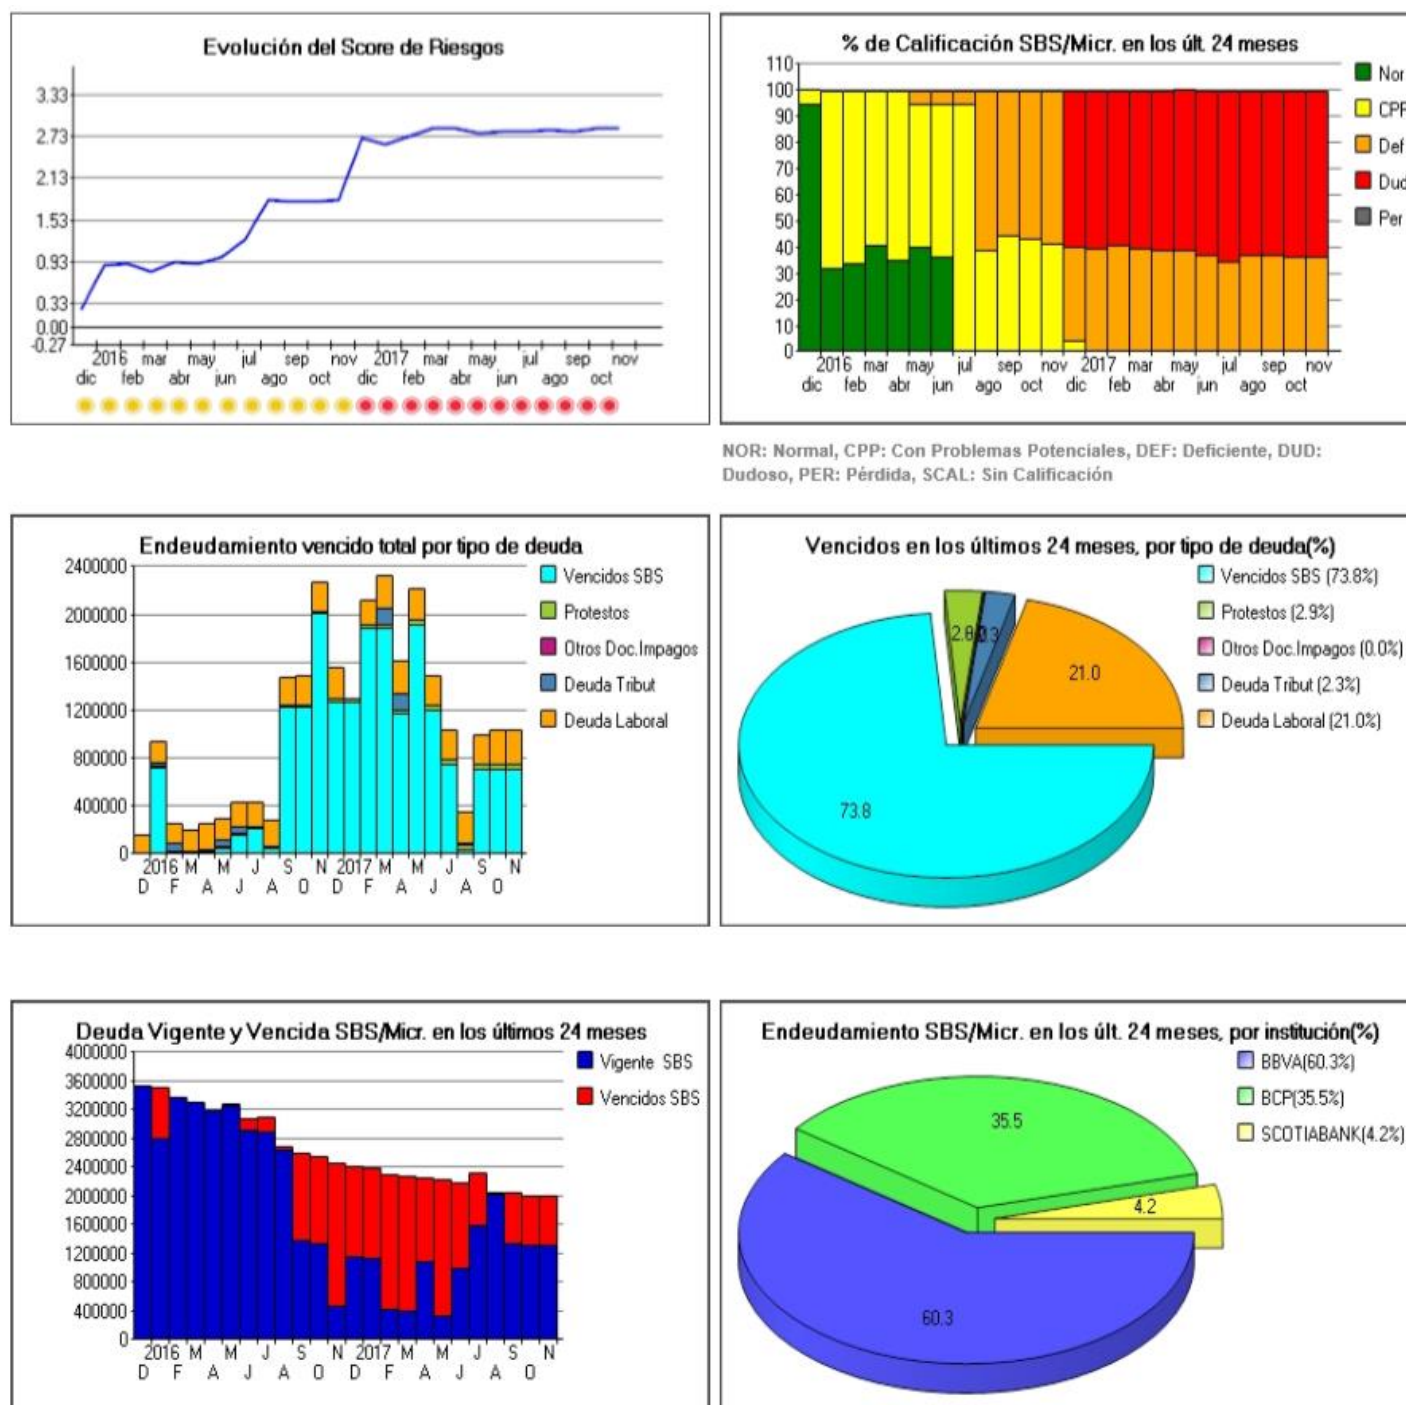 Evolución del Score de Riesgos
3.33
2.73
2.13
1.53
0.93
0.33
0.00
-0.27
2016 mar may jul sep nov 2017 mar may jul sep nov
dic feb abr jun ago oct dic feb abr jun ago oct
% de Calificación SBS/Micr. en los últ. 24 meses
110
100
90
80
70
60
50
40
30
20
10
0
Nor
CPP
Def
Dud
Per
2016 mar may jul sep nov 2017 mar may jul sep nov
dic feb abr jun ago oct dic feb abr jun ago oct
NOR: Normal, CPP: Con Problemas Potenciales, DEF: Deficiente, DUD:
Dudoso, PER: Pérdida, SCAL: Sin Calificación
Endeudamiento vencido total por tipo de deuda
2400000
2000000
1600000
1200000
800000
400000
0
Vencidos SBS
Protestos
Otros Doc.Impagos
Deuda Tribut
Deuda Laboral
2016 M M J S N 2017 M M J S N
D F A J A O D F A J A O
Vencidos en los últimos 24 meses, por tipo de deuda(%)
Vencidos SBS (73.8%)
Protestos (2.9%)
Otros Doc.Impagos (0.0%)
Deuda Tribut (2.3%)
Deuda Laboral (21.0%)
21.0
73.8
Deuda Vigente y Vencida SBS/Micr. en los últimos 24 meses
4000000
3600000
3200000
2800000
2400000
2000000
1600000
1200000
800000
400000
0
Vigente SBS
Vencidos SBS
2016 M M J S N 2017 M M J S N
D F A J A O D F A J A O
Endeudamiento SBS/Micr. en los últ. 24 meses, por institución(%)
BBVA(60.3%)
BCP(35.5%)
SCOTIABANK(4.2%)
35.5
4.2
60.3